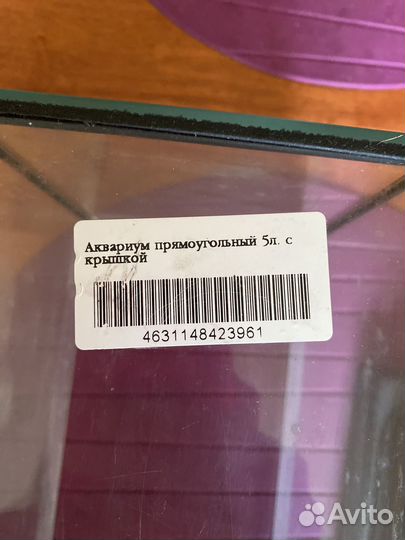 Аквариум прямоугольный 5л. с
крышкой
4631148423961
Avito